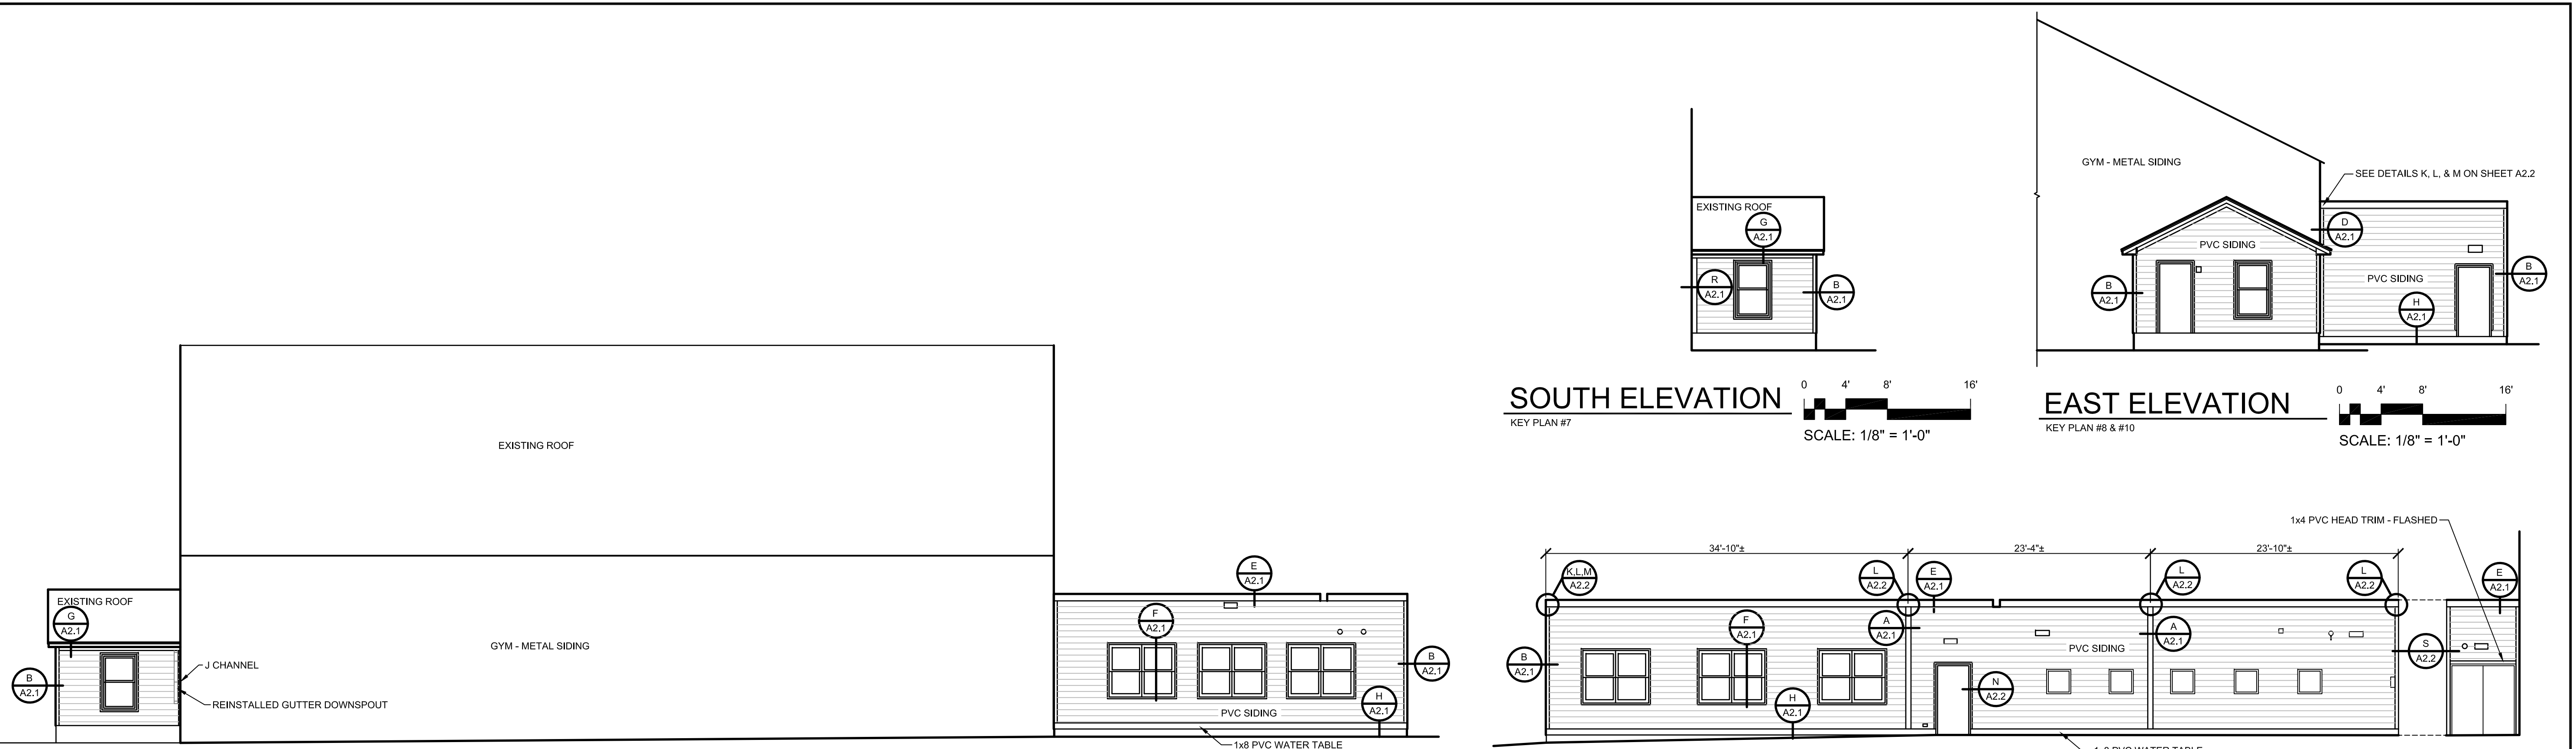 GYM - METAL SIDING
SEE DETAILS K, L, & M ON SHEET A2.2
EXISTING ROOF
G
A2.1
R
A2.1
B
A2.1
PVC SIDING
D
A2.1
B
A2.1
PVC SIDING
H
A2.1
B
A2.1
SOUTH ELEVATION
KEY PLAN #7
0 4' 8' 16'
SCALE: 1/8" = 1'-0"
EAST ELEVATION
KEY PLAN #8 & #10
0 4' 8' 16'
SCALE: 1/8" = 1'-0"
EXISTING ROOF
EXISTING ROOF
G
A2.1
B
A2.1
J CHANNEL
REINSTALLED GUTTER DOWNSPOUT
GYM - METAL SIDING
E
A2.1
F
A2.1
B
A2.1
H
A2.1
PVC SIDING
1x8 PVC WATER TABLE
1x4 PVC HEAD TRIM - FLASHED
34'-10"±
23'-4"±
23'-10"±
K,L,M
A2.2
L
A2.2
E
A2.1
L
A2.2
L
A2.2
E
A2.1
A
A2.1
F
A2.1
A
A2.1
PVC SIDING
B
A2.1
S
A2.2
N
A2.2
H
A2.1
PVC WATER TABLE